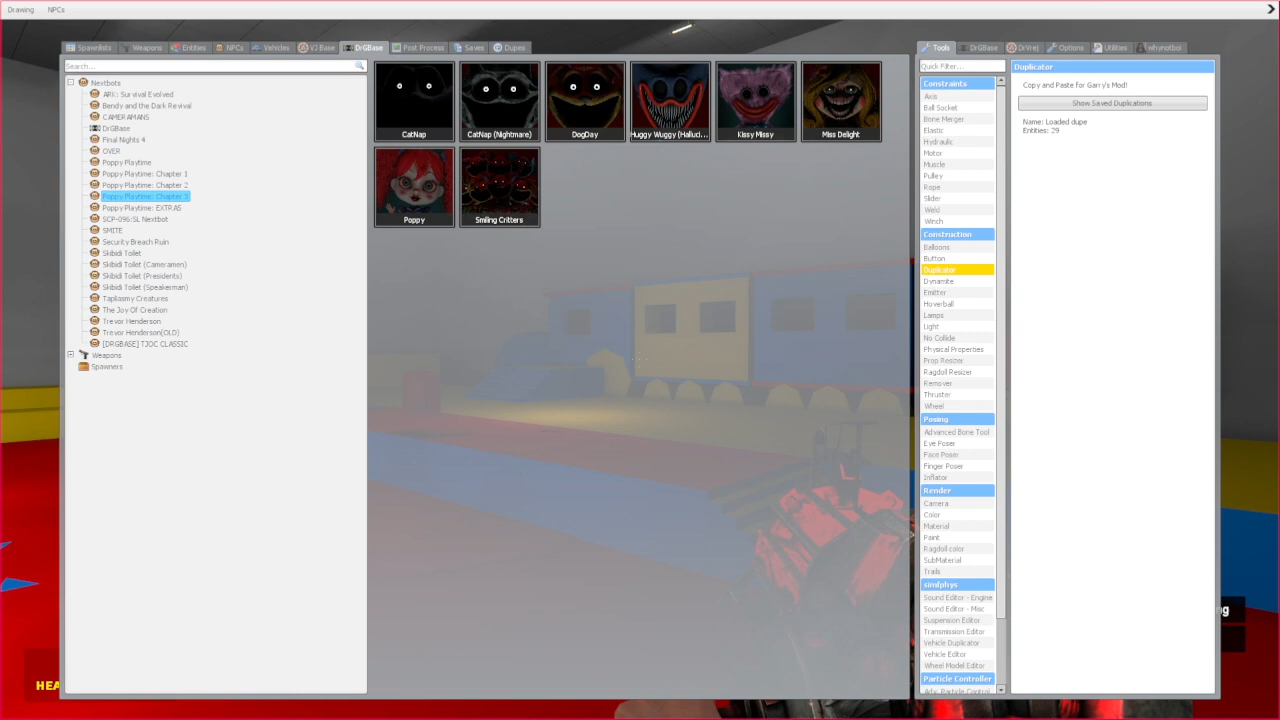 Drawing NPCs
Spawnlists Weapons Entities NPCs Vehicles VJ Base DrGBase Post Process Saves Dupes
Tools DrGBase DrVrej Options Utilities whynotboi
Search...
Nextbots
ARK: Survival Evolved
Bendy and the Dark Revival
CAMERAMANS
DrGBase
Final Nights 4
OVER
Poppy Playtime
Poppy Playtime: Chapter 1
Poppy Playtime: Chapter 2
Poppy Playtime: Chapter 3
Poppy Playtime: EXTRAS
SCP-096:SL Nextbot
SMITE
Security Breach Ruin
Skibidi Toilet
Skibidi Toilet (Cameramen)
Skibidi Toilet (Presidents)
Skibidi Toilet (Speakerman)
Tapliasmy Creatures
The Joy Of Creation
Trevor Henderson
Trevor Henderson(OLD)
[DRGBASE] TJOC CLASSIC
Weapons
Spawners
CatNap
CatNap (Nightmare)
DogDay
Huggy Wuggy (Halluci...
Kissy Missy
Miss Delight
Poppy
Smiling Critters
Quick Filter...
Constraints
Axis
Ball Socket
Bone Merger
Elastic
Hydraulic
Motor
Muscle
Pulley
Rope
Slider
Weld
Winch
Construction
Balloons
Button
Duplicator
Dynamite
Emitter
Hoverball
Lamps
Light
No Collide
Physical Properties
Prop Resizer
Ragdoll Resizer
Remover
Thruster
Wheel
Posing
Advanced Bone Tool
Eye Poser
Face Poser
Finger Poser
Inflator
Render
Camera
Color
Material
Paint
Ragdoll color
SubMaterial
Trails
simfphys
Sound Editor - Engine
Sound Editor - Misc
Suspension Editor
Transmission Editor
Vehicle Duplicator
Vehicle Editor
Wheel Model Editor
Particle Controller
Adv. Particle Control
Duplicator
Copy and Paste for Garry's Mod!
Show Saved Duplications
Name: Loaded dupe
Entities: 29
HEA